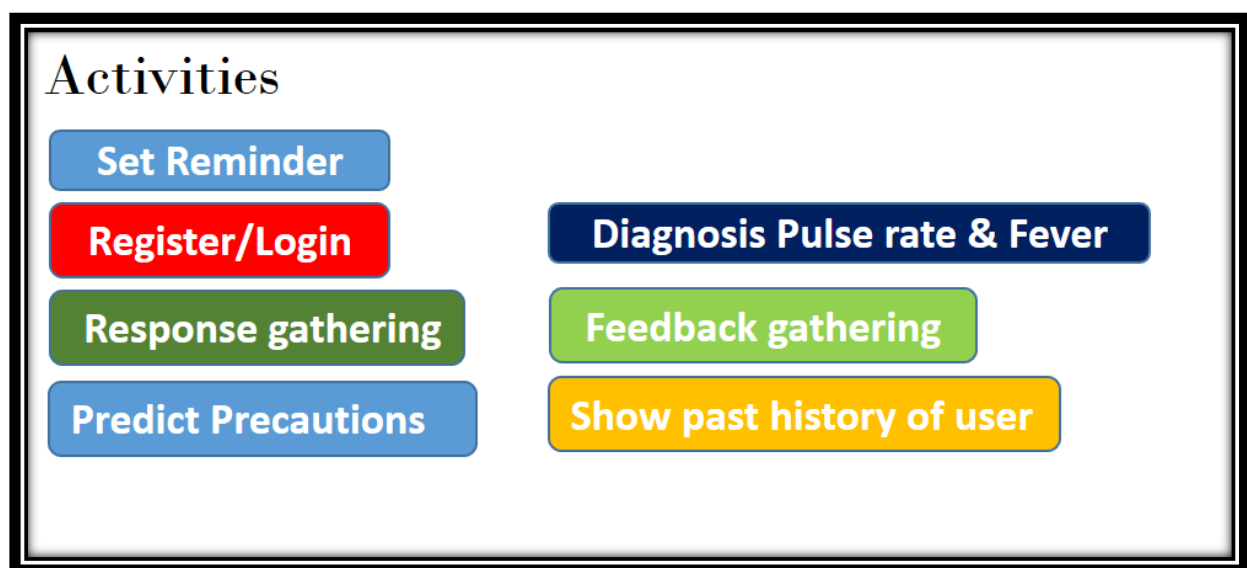 Activities
Set Reminder
Register/Login
Diagnosis Pulse rate & Fever
Response gathering
Feedback gathering
Predict Precautions
Show past history of user